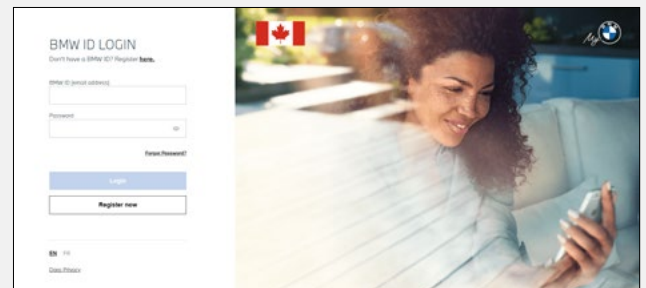 BMW ID LOGIN
Don't have a BMW ID? Register here.
BMW ID (email address)
Password
Forgot Password?
Login
Register now
EN FR
Data Privacy
My